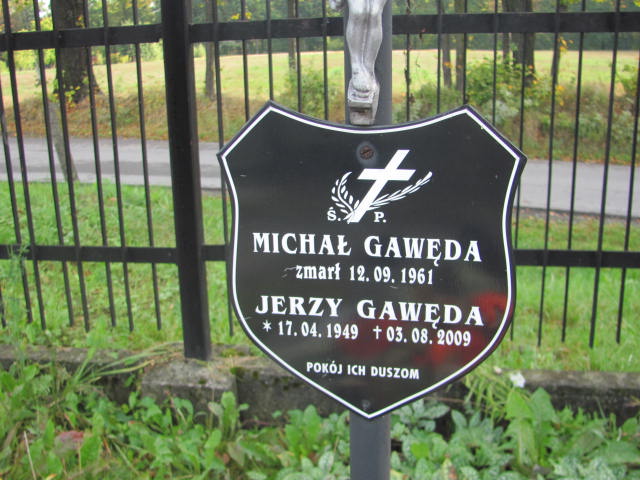 Ś. P.
MICHAŁ GAWĘDA
zmarł 12. 09. 1961
JERZY GAWĘDA
* 17. 04. 1949 ✝ 03. 08. 2009
POKÓJ ICH DUSZOM